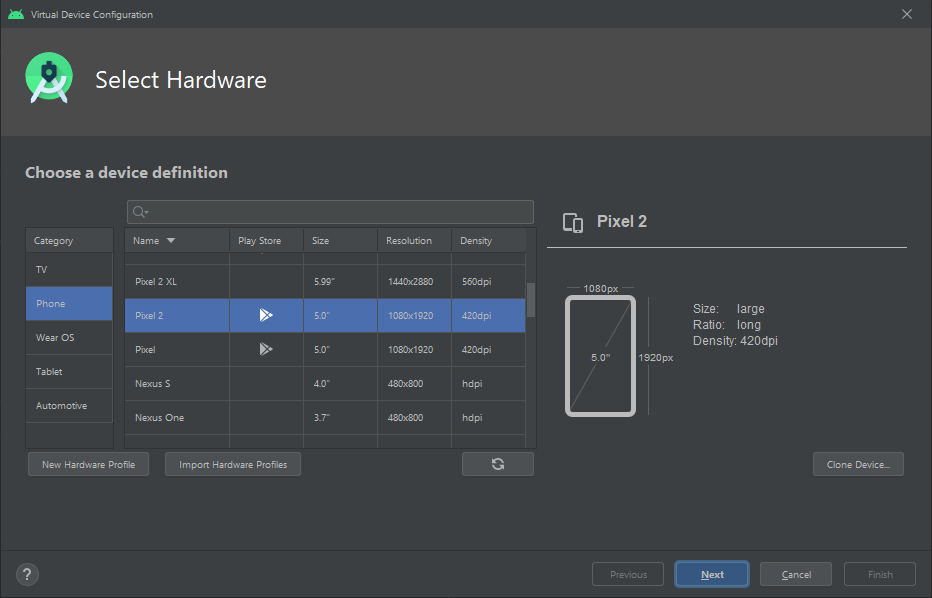 Virtual Device Configuration
Select Hardware
Choose a device definition
Category
TV
Phone
Wear OS
Tablet
Automotive
Name Play Store Size Resolution Density
Pixel 2 XL 5.99" 1440x2880 560dpi
Pixel 2 5.0" 1080x1920 420dpi
Pixel 5.0" 1080x1920 420dpi
Nexus S 4.0" 480x800 hdpi
Nexus One 3.7" 480x800 hdpi
New Hardware Profile Import Hardware Profiles
Pixel 2
1080px
5.0"
1920px
Size: large
Ratio: long
Density: 420dpi
Clone Device...
? Previous Next Cancel Finish